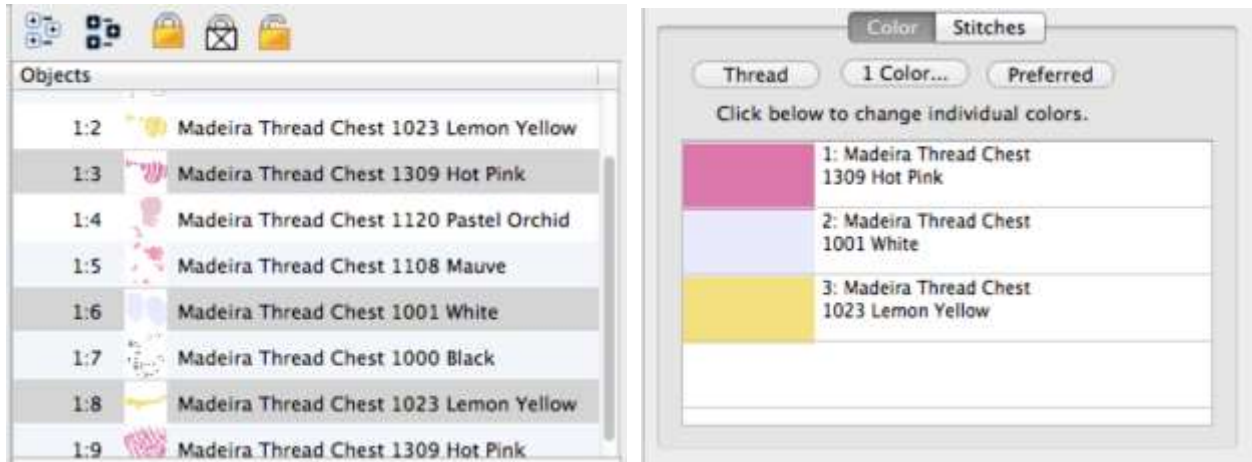 Objects
1:2 Madeira Thread Chest 1023 Lemon Yellow
1:3 Madeira Thread Chest 1309 Hot Pink
1:4 Madeira Thread Chest 1120 Pastel Orchid
1:5 Madeira Thread Chest 1108 Mauve
1:6 Madeira Thread Chest 1001 White
1:7 Madeira Thread Chest 1000 Black
1:8 Madeira Thread Chest 1023 Lemon Yellow
1:9 Madeira Thread Chest 1309 Hot Pink
Color Stitches
Thread 1 Color... Preferred
Click below to change individual colors.
1: Madeira Thread Chest
1309 Hot Pink
2: Madeira Thread Chest
1001 White
3: Madeira Thread Chest
1023 Lemon Yellow